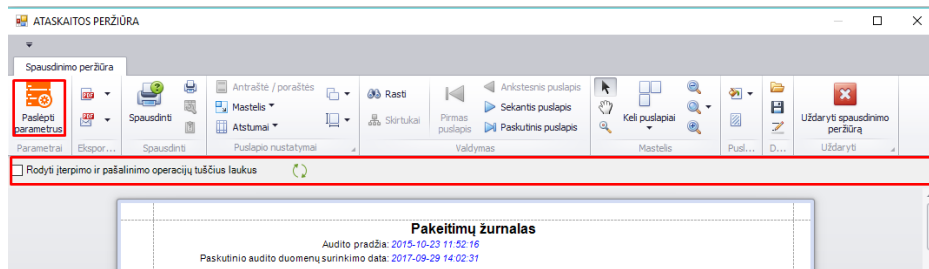 ATASKAITOS PERŽIŪRA
Spausdinimo peržiūra
Paslėpti parametrus
Spausdinti
Antraštė / poraštės
Mastelis
Atstumai
Rasti
Skirtukai
Pirmas puslapis
Ankstesnis puslapis
Sekantis puslapis
Paskutinis puslapis
Keli puslapiai
Uždaryti spausdinimo peržiūrą
Parametrai
Ekspor...
Spausdinti
Puslapio nustatymai
Valdymas
Mastelis
Pusl...
D...
Uždaryti
Rodyti įterpimo ir pašalinimo operacijų tuščius laukus
Pakeitimų žurnalas
Audito pradžia: 2015-10-23 11:52:16
Paskutinio audito duomenų surinkimo data: 2017-09-29 14:02:31